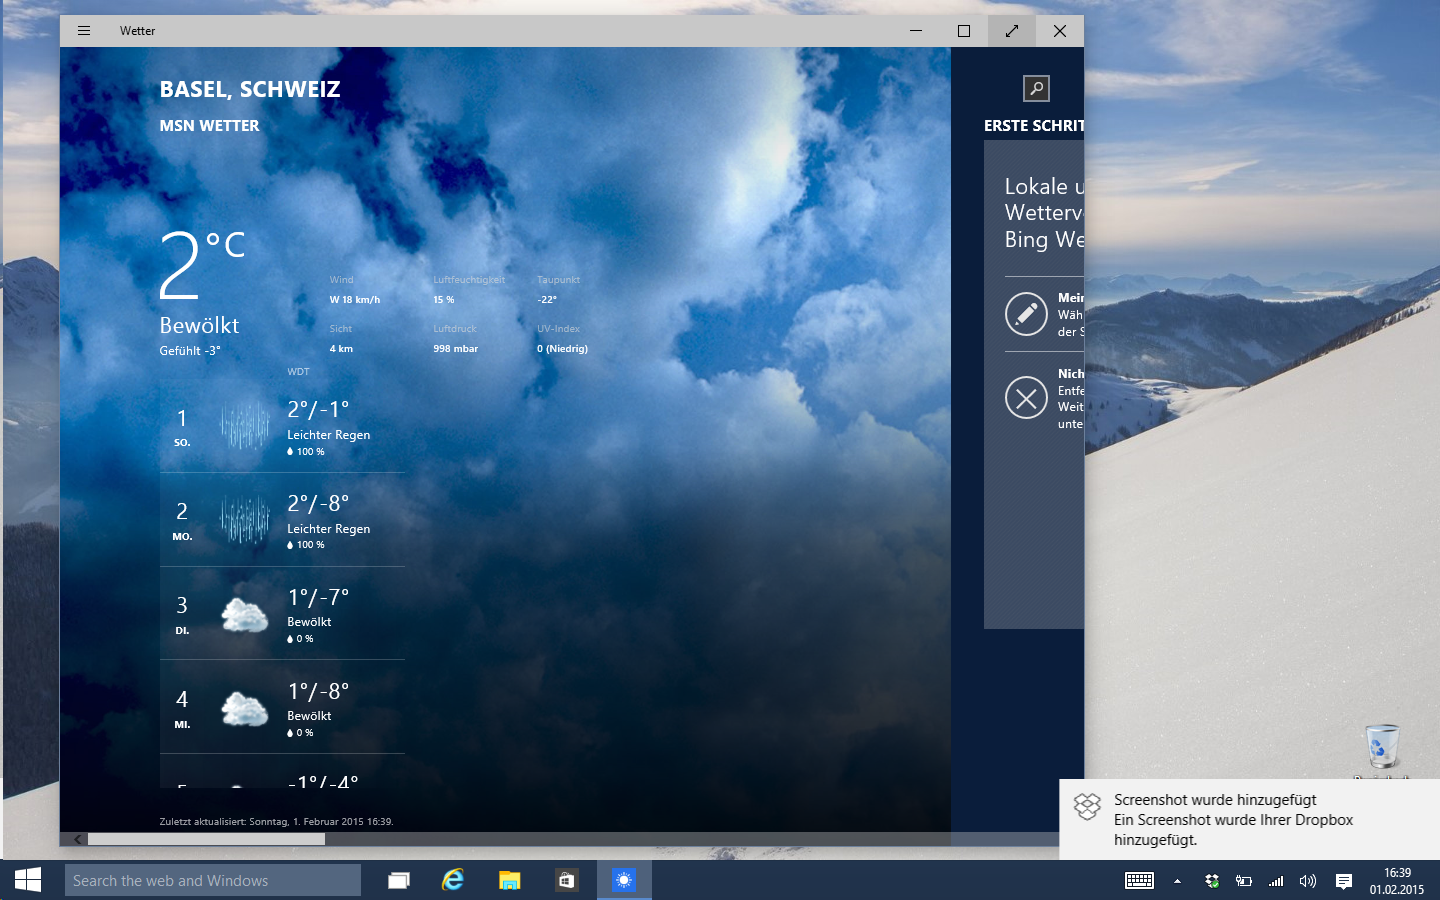 Wetter
BASEL, SCHWEIZ
MSN WETTER
2°C
Bewölkt
Gefühlt -3°
Wind
W 18 km/h
Luftfeuchtigkeit
15 %
Taupunkt
-22°
Sicht
4 km
Luftdruck
998 mbar
UV-Index
0 (Niedrig)
WDT
1
SO.
2°/-1°
Leichter Regen
100 %
2
MO.
2°/-8°
Leichter Regen
100 %
3
DI.
1°/-7°
Bewölkt
0 %
4
MI.
1°/-8°
Bewölkt
0 %
-1°/-4°
Zuletzt aktualisiert: Sonntag, 1. Februar 2015 16:39.
ERSTE SCHRIT
Lokale u
Wetterv
Bing We
Mein
Wäh
der S
Nich
Entfe
Weit
unte
Screenshot wurde hinzugefügt
Ein Screenshot wurde Ihrer Dropbox
hinzugefügt.
Search the web and Windows
16:39
01.02.2015